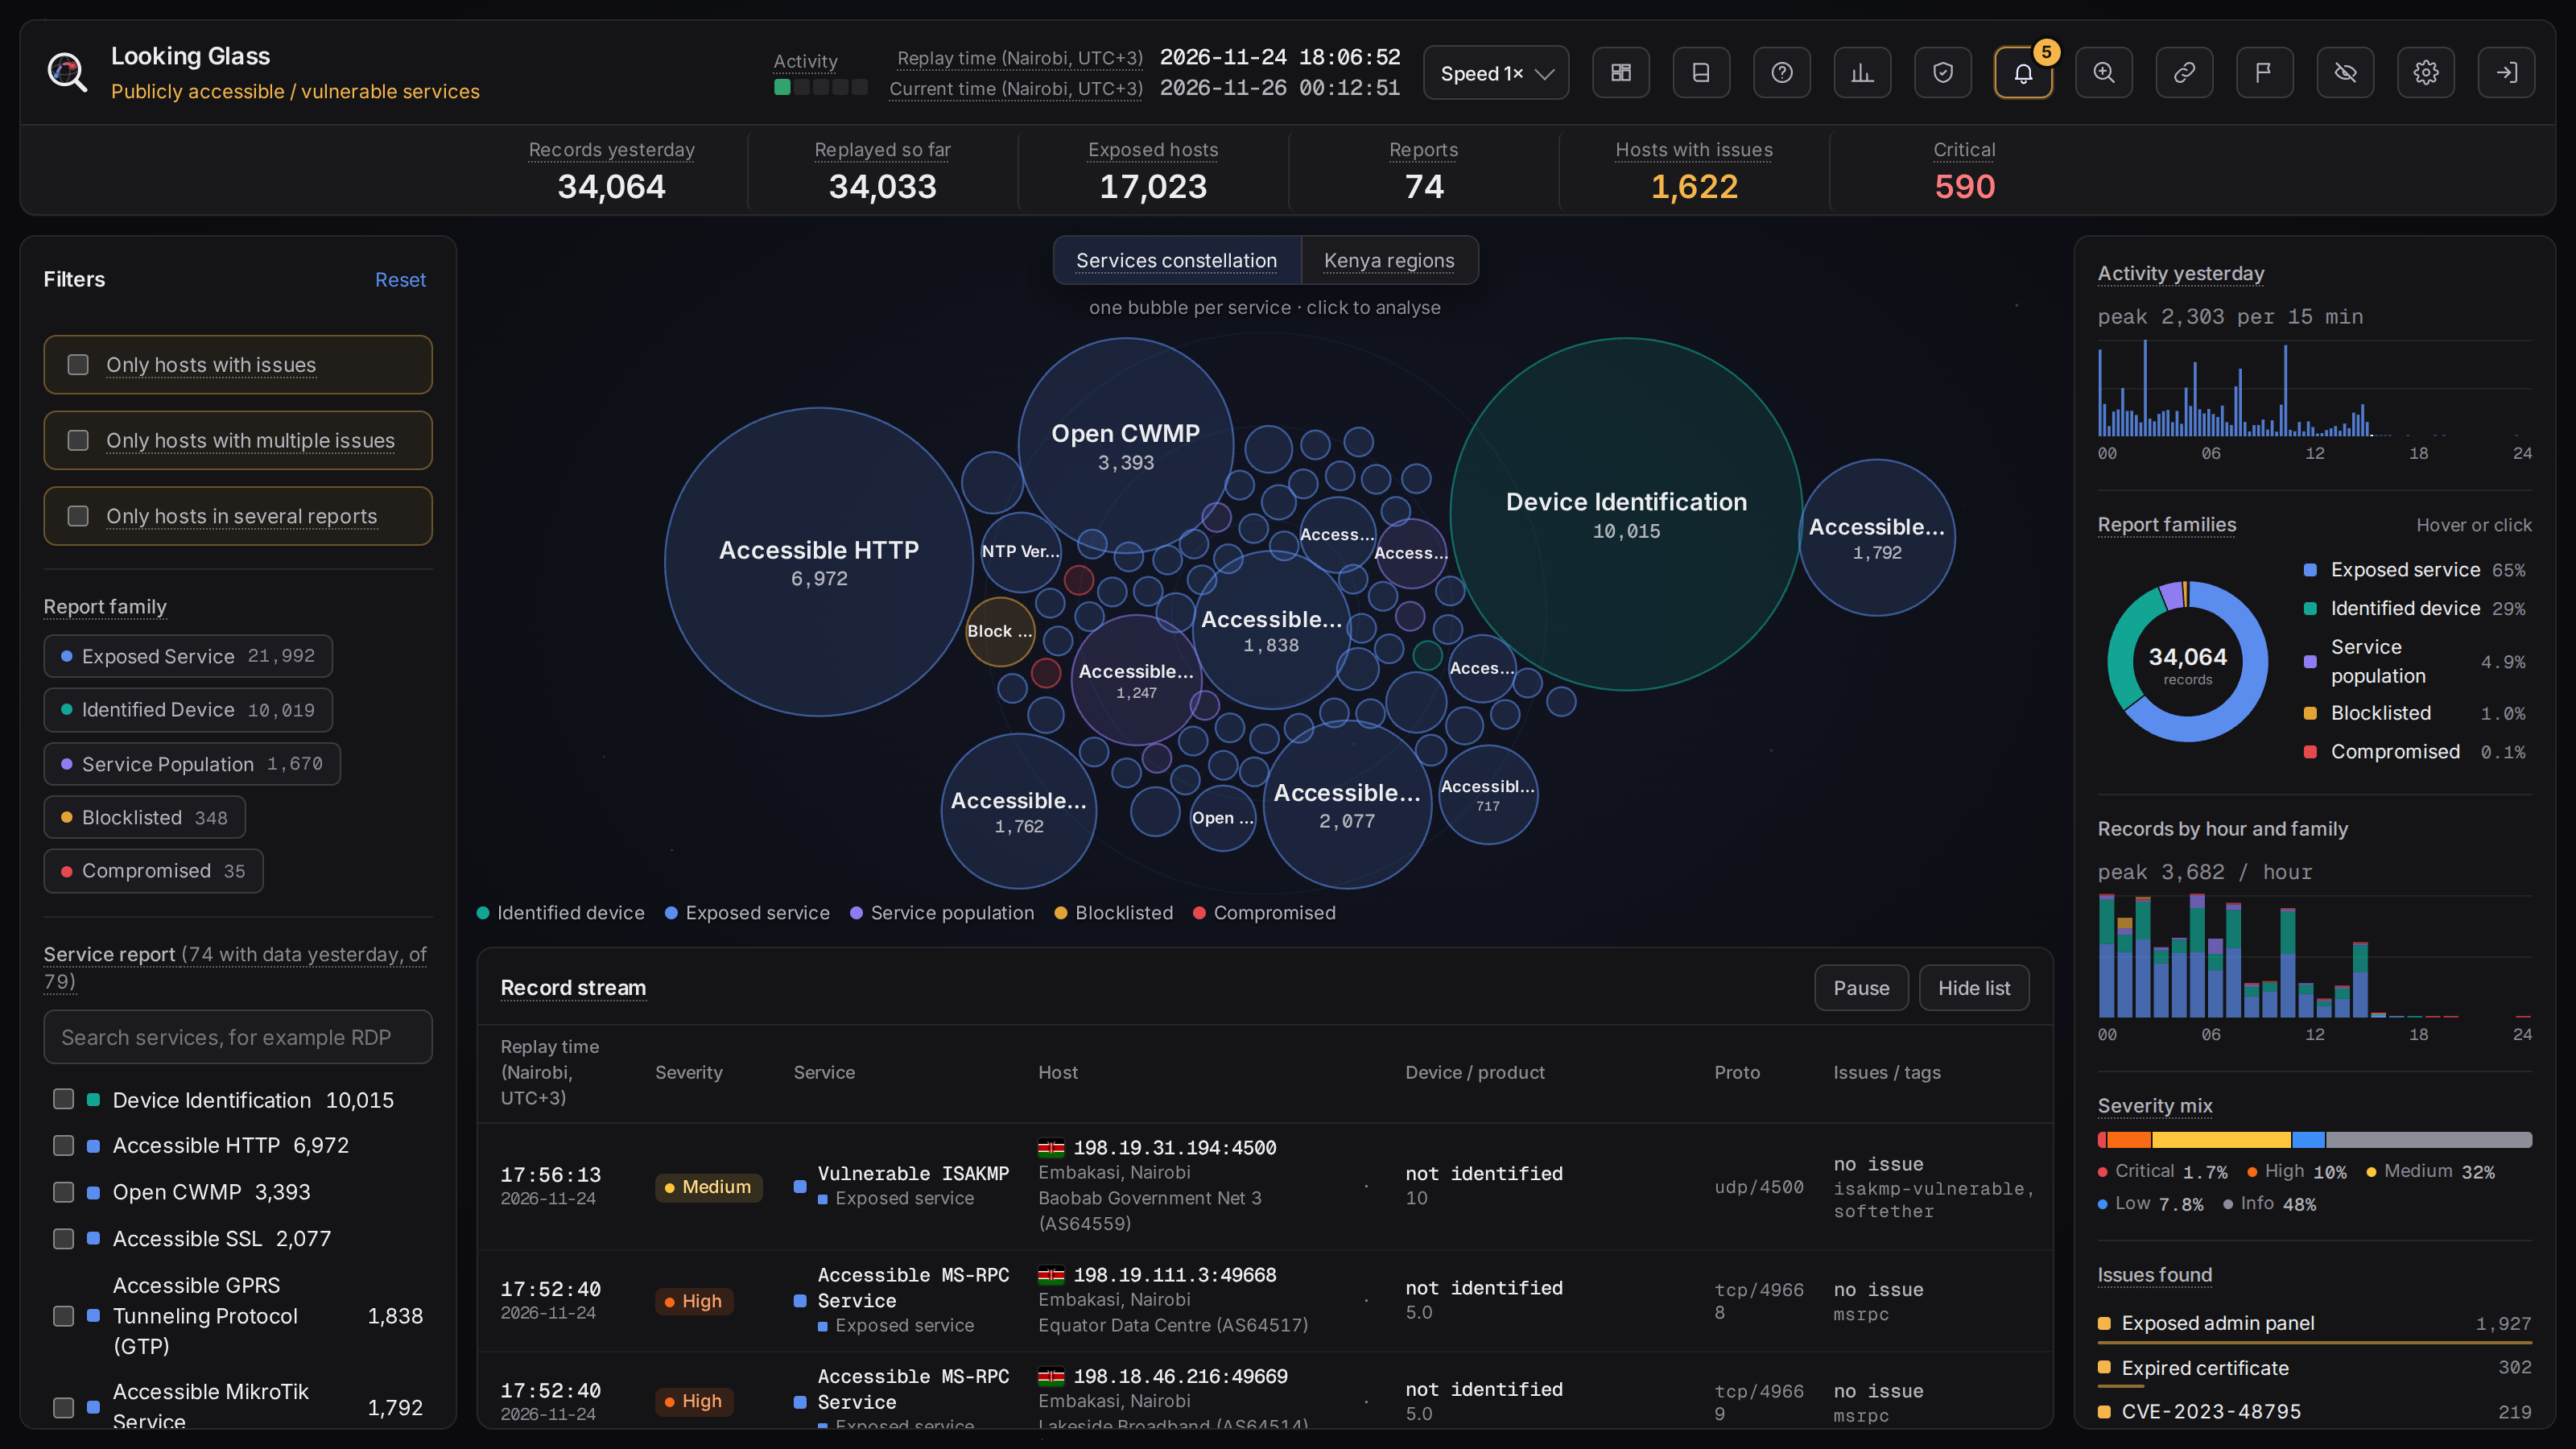 Looking Glass
Publicly accessible / vulnerable services
Activity
Replay time (Nairobi, UTC+3) 2026-11-24 18:06:52
Current time (Nairobi, UTC+3) 2026-11-26 00:12:51
Speed 1×
5
Records yesterday
34,064
Replayed so far
34,033
Exposed hosts
17,023
Reports
74
Hosts with issues
1,622
Critical
590
Filters
Reset
Only hosts with issues
Only hosts with multiple issues
Only hosts in several reports
Report family
Exposed Service 21,992
Identified Device 10,019
Service Population 1,670
Blocklisted 348
Compromised 35
Service report (74 with data yesterday, of
79)
Search services, for example RDP
Device Identification 10,015
Accessible HTTP 6,972
Open CWMP 3,393
Accessible SSL 2,077
Accessible GPRS
Tunneling Protocol
(GTP)
1,838
Accessible MikroTik
Service
1,792
Services constellation
Kenya regions
one bubble per service · click to analyse
Open CWMP
3,393
Accessible HTTP
6,972
Device Identification
10,015
Accessible...
1,792
NTP Ver...
Access...
Access...
Block ...
Accessible...
1,838
Accessible...
1,247
Acces...
Accessible...
1,762
Open ...
Accessible...
2,077
Accessibl...
717
Identified device
Exposed service
Service population
Blocklisted
Compromised
Record stream
Pause
Hide list
Replay time
(Nairobi,
UTC+3)
Severity
Service
Host
Device / product
Proto
Issues / tags
17:56:13
2026-11-24
Medium
Vulnerable ISAKMP
Exposed service
198.19.31.194:4500
Embakasi, Nairobi
Baobab Government Net 3
(AS64559)
·
not identified
10
udp/4500
no issue
isakmp-vulnerable,
softether
17:52:40
2026-11-24
High
Accessible MS-RPC
Service
Exposed service
198.19.111.3:49668
Embakasi, Nairobi
Equator Data Centre (AS64517)
·
not identified
5.0
tcp/4966
8
no issue
msrpc
17:52:40
2026-11-24
High
Accessible MS-RPC
Service
Exposed service
198.18.46.216:49669
Embakasi, Nairobi
Lakeside Broadband (AS64514)
·
not identified
5.0
tcp/4966
9
no issue
msrpc
Activity yesterday
peak 2,303 per 15 min
00 06 12 18 24
Report families
Hover or click
34,064
records
Exposed service 65%
Identified device 29%
Service
population
4.9%
Blocklisted 1.0%
Compromised 0.1%
Records by hour and family
peak 3,682 / hour
00 06 12 18 24
Severity mix
Critical 1.7% High 10% Medium 32%
Low 7.8% Info 48%
Issues found
Exposed admin panel 1,927
Expired certificate 302
CVE-2023-48795 219